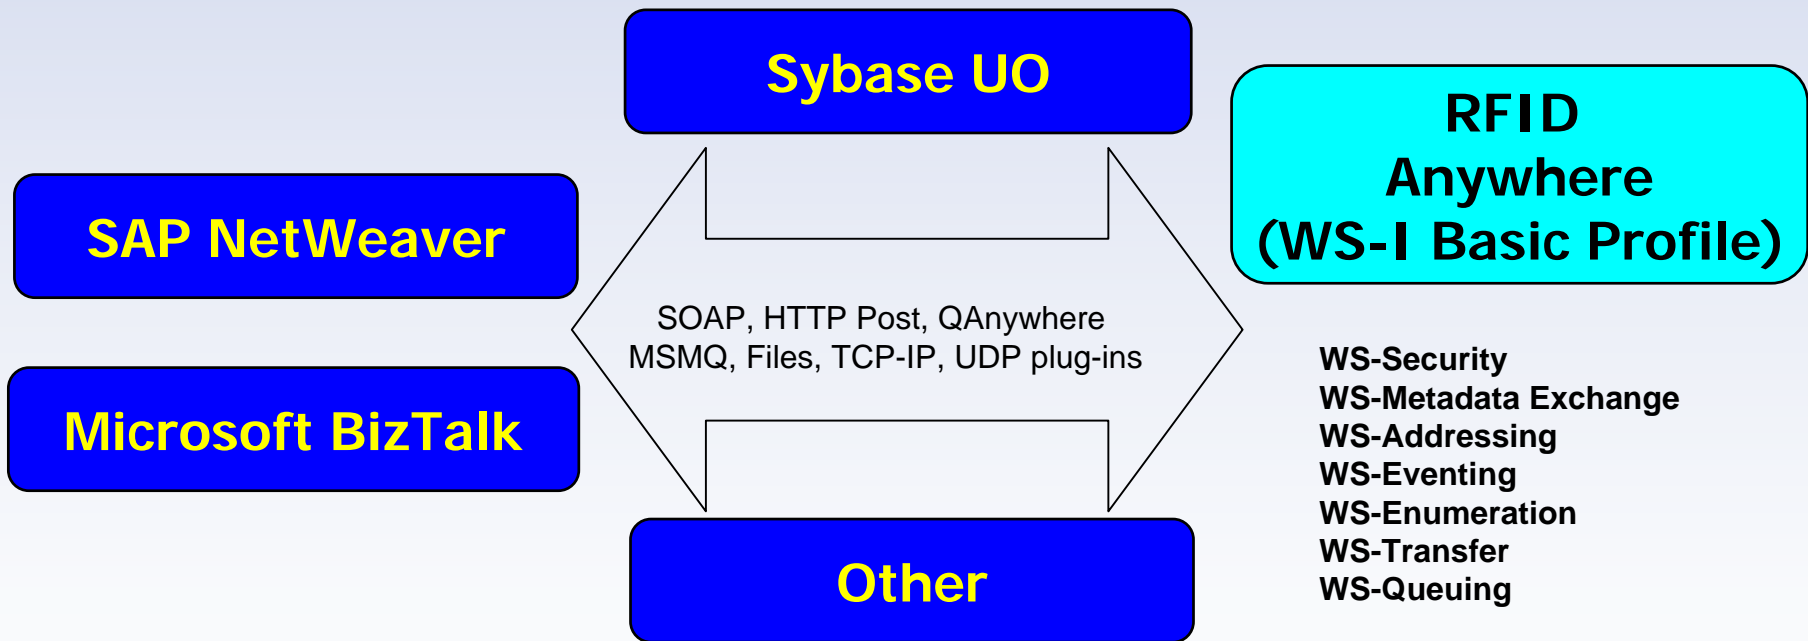 Sybase UO
RFID
Anywhere
(WS-I Basic Profile)
SAP NetWeaver
SOAP, HTTP Post, QAnywhere
MSMQ, Files, TCP-IP, UDP plug-ins
Microsoft BizTalk
WS-Security
WS-Metadata Exchange
WS-Addressing
WS-Eventing
WS-Enumeration
WS-Transfer
WS-Queuing
Other